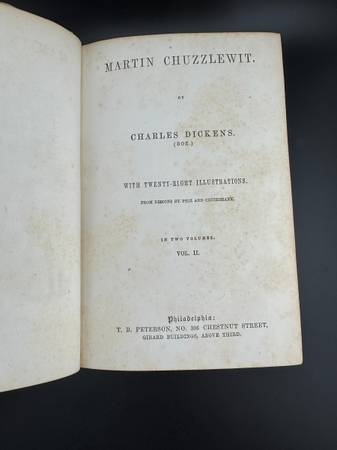 MARTIN CHUZZLEWIT.
BY
CHARLES DICKENS.
(BOZ.)
WITH TWENTY-EIGHT ILLUSTRATIONS.
FROM DESIGNS BY PHIZ AND CRUIKSHANK.
IN TWO VOLUMES.
VOL. II.
Philadelphia:
T. B. PETERSON, NO. 306 CHESTNUT STREET,
GIRARD BUILDINGS, ABOVE THIRD.